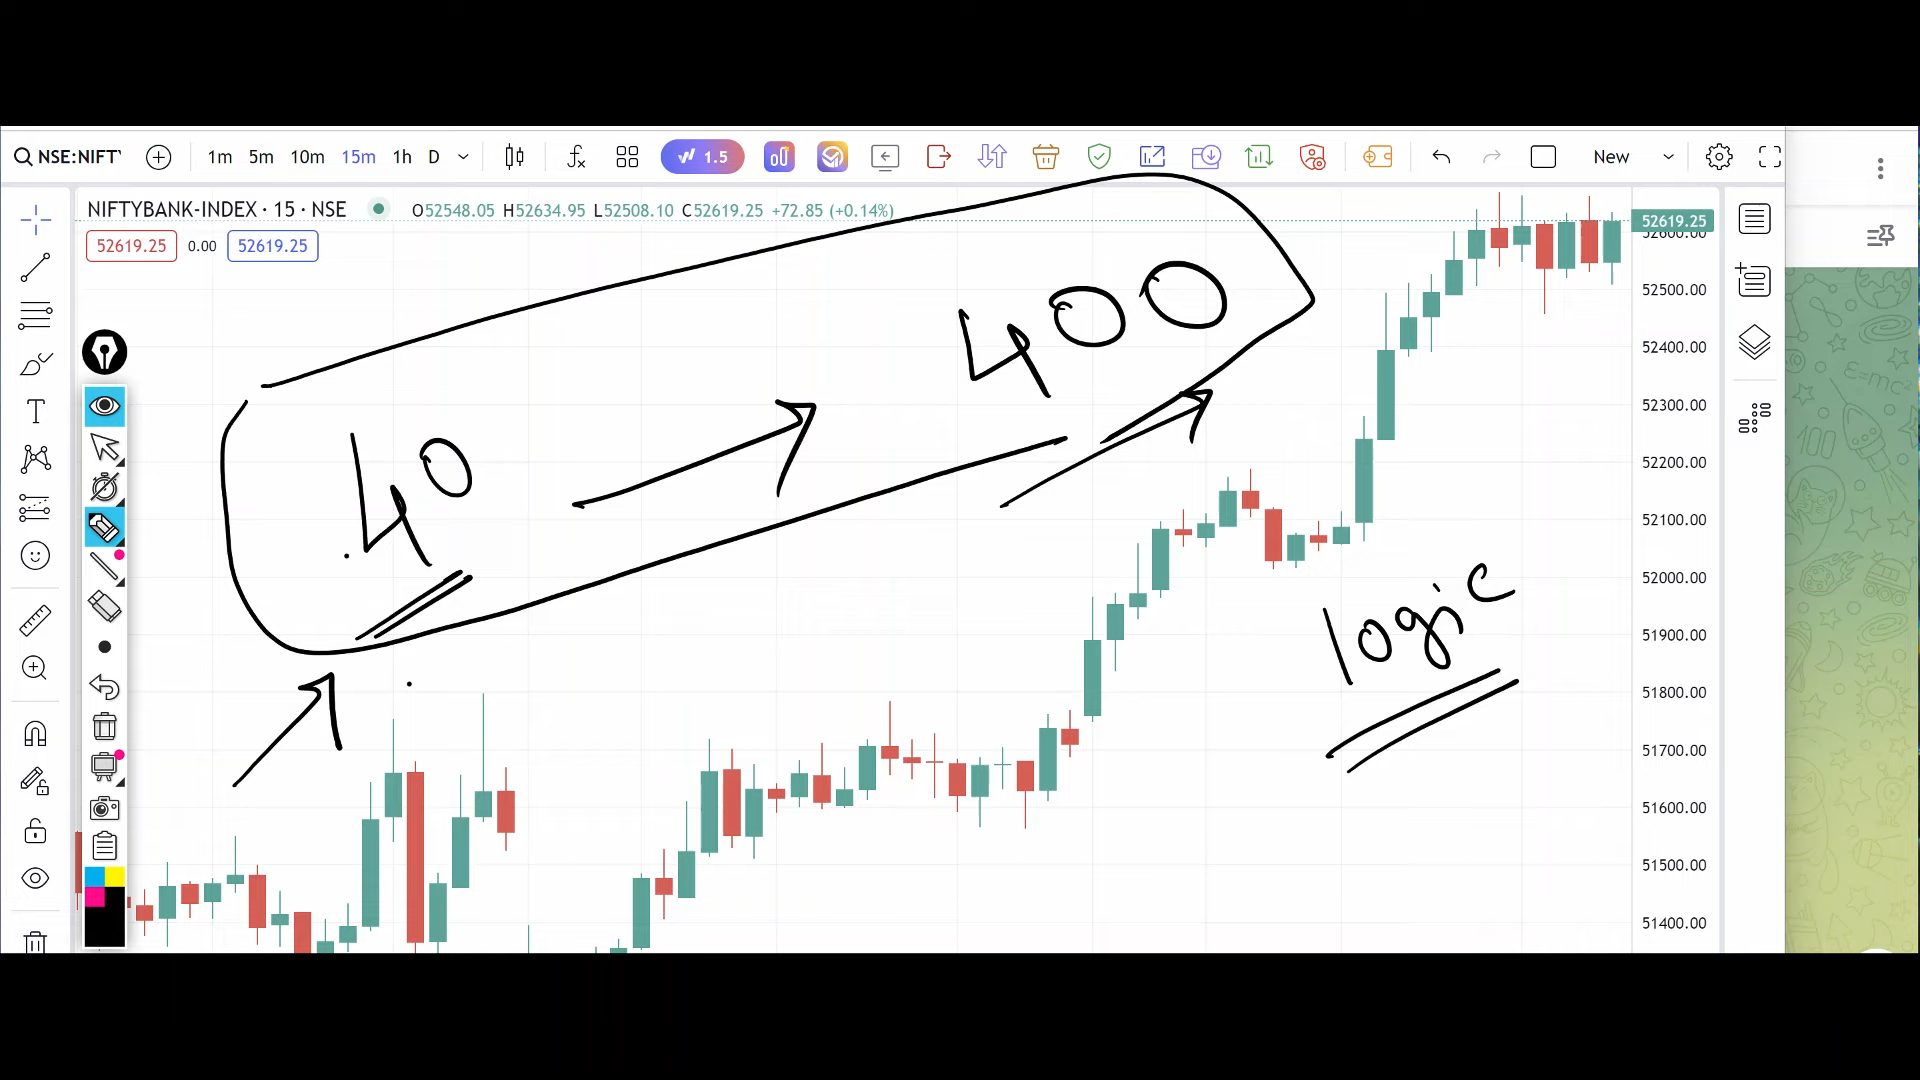 NSE:NIFTY
1m 5m 10m 15m 1h D
1.5
New
NIFTYBANK-INDEX · 15 · NSE
O52548.05 H52634.95 L52508.10 C52619.25 +72.85 (+0.14%)
52619.25 0.00 52619.25
52619.25
52600.00
52500.00
52400.00
52300.00
52200.00
52100.00
52000.00
51900.00
51800.00
51700.00
51600.00
51500.00
51400.00
40
400
logic
T